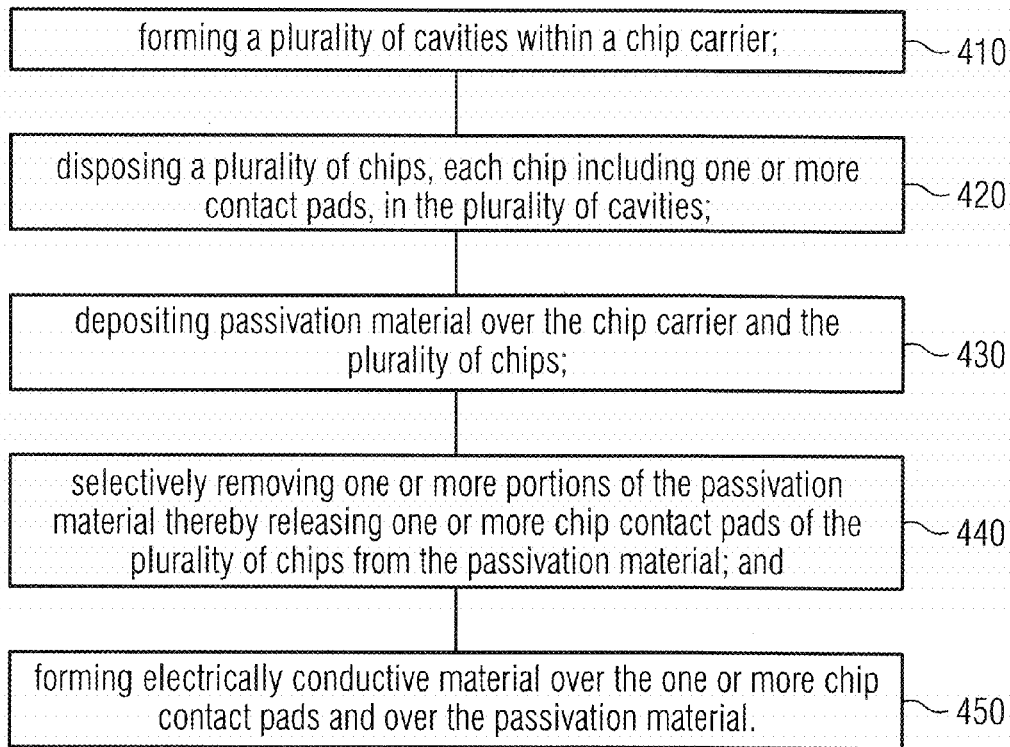 forming a plurality of cavities within a chip carrier;
410
disposing a plurality of chips, each chip including one or more
contact pads, in the plurality of cavities;
420
depositing passivation material over the chip carrier and the
plurality of chips;
430
selectively removing one or more portions of the passivation
material thereby releasing one or more chip contact pads of the
plurality of chips from the passivation material; and
440
forming electrically conductive material over the one or more chip
contact pads and over the passivation material.
450